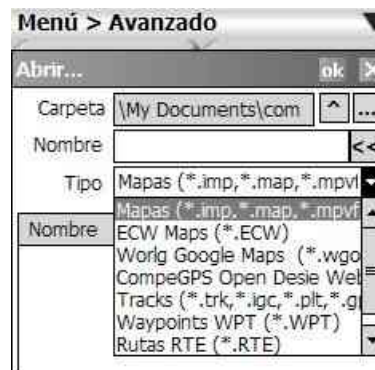 Menú > Avanzado
Abrir... ok X
Carpeta \My Documents\com ^ ...
Nombre <<
Tipo Mapas (*.imp,*.map,*.mpvf
Mapas (*.imp,*.map,*.mpvf
Nombre
ECW Maps (*.ECW)
Worlg Google Maps (*.wgo
CompeGPS Open Desie Wel
Tracks (*.trk,*.igc,*.plt,*.g
Waypoints WPT (*.WPT)
Rutas RTE (*.RTE)